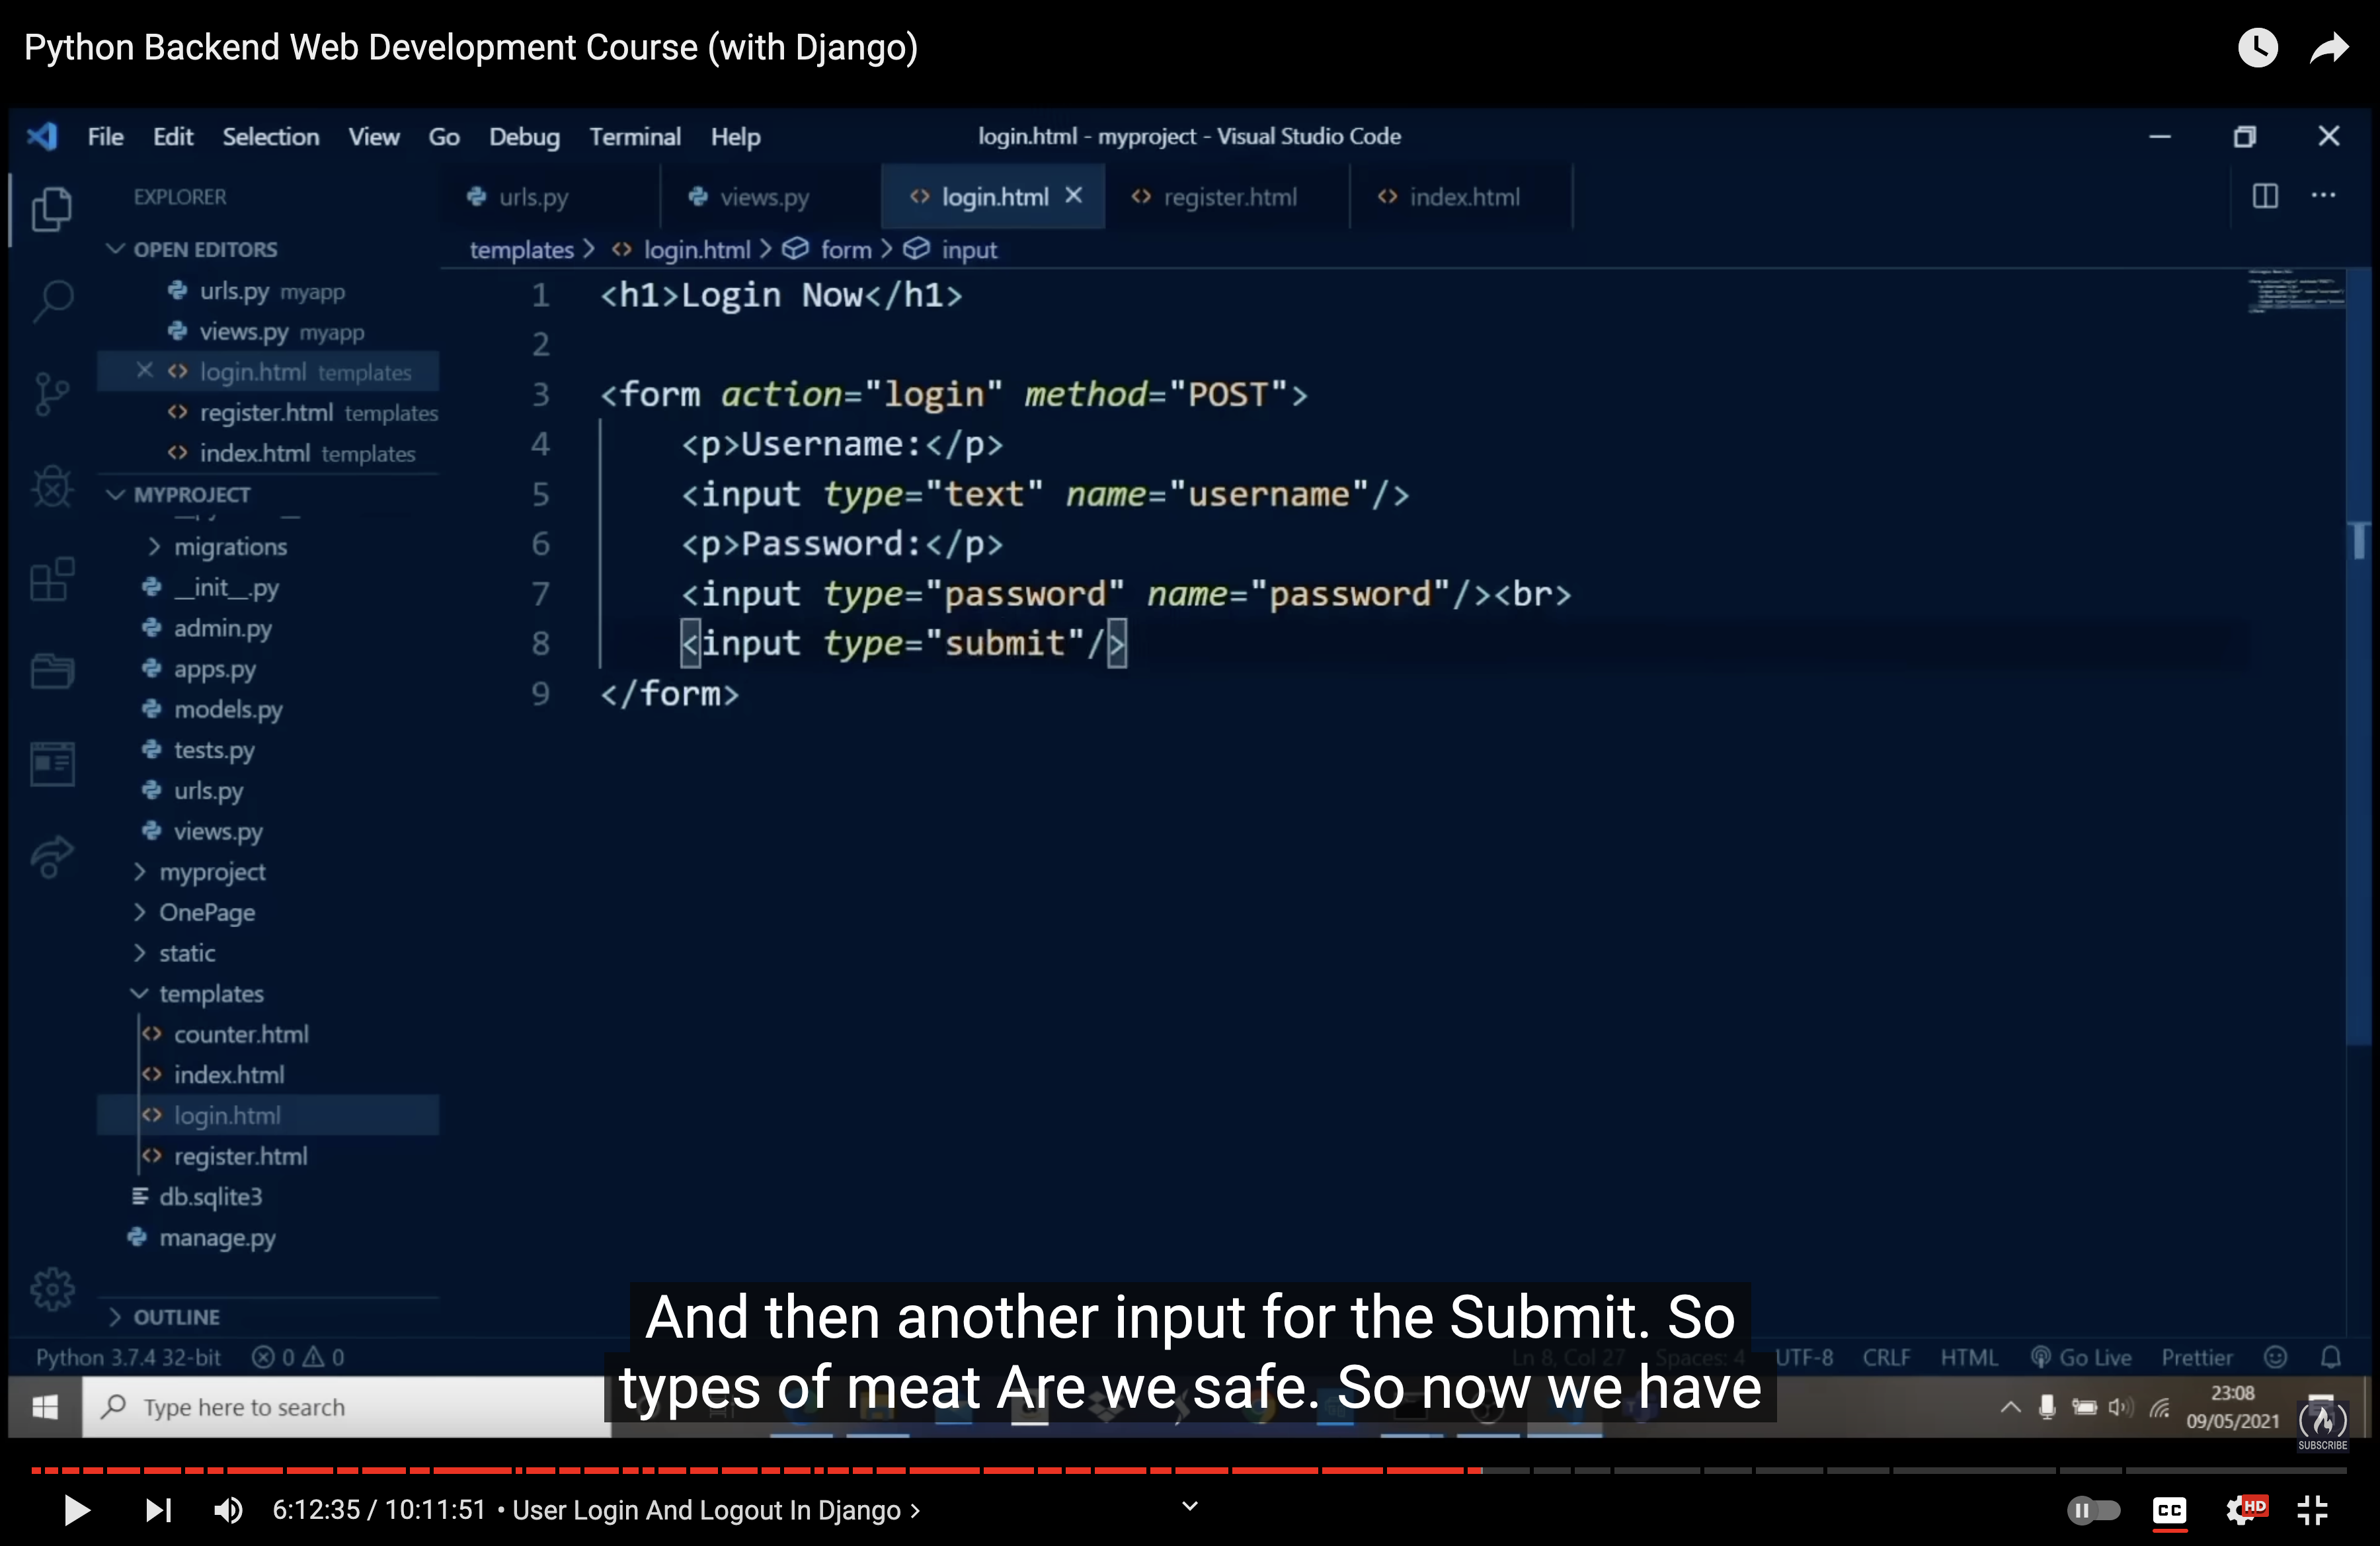 Python Backend Web Development Course (with Django)
File Edit Selection View Go Debug Terminal Help
login.html - myproject - Visual Studio Code
EXPLORER
urls.py
views.py
login.html
register.html
index.html
OPEN EDITORS
templates > login.html > form > input
urls.py myapp
views.py myapp
login.html templates
register.html templates
index.html templates
MYPROJECT
migrations
__init__.py
admin.py
apps.py
models.py
tests.py
urls.py
views.py
myproject
OnePage
static
templates
counter.html
index.html
login.html
register.html
db.sqlite3
manage.py
OUTLINE
1 <h1>Login Now</h1>
2
3 <form action="login" method="POST">
4 <p>Username:</p>
5 <input type="text" name="username"/>
6 <p>Password:</p>
7 <input type="password" name="password"/><br>
8 <input type="submit"/>
9 </form>
And then another input for the Submit. So
types of meat Are we safe. So now we have
Python 3.7.4 32-bit 0 0
Ln 8, Col 27 Spaces: 4 UTF-8 CRLF HTML Go Live Prettier
Type here to search
23:08
09/05/2021
SUBSCRIBE
6:12:35 / 10:11:51 • User Login And Logout In Django >
CC
HD